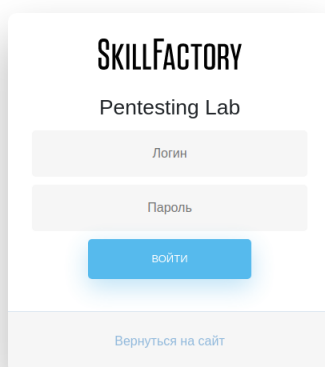 SKILLFACTORY
Pentesting Lab
Логин
Пароль
ВОЙТИ
Вернуться на сайт